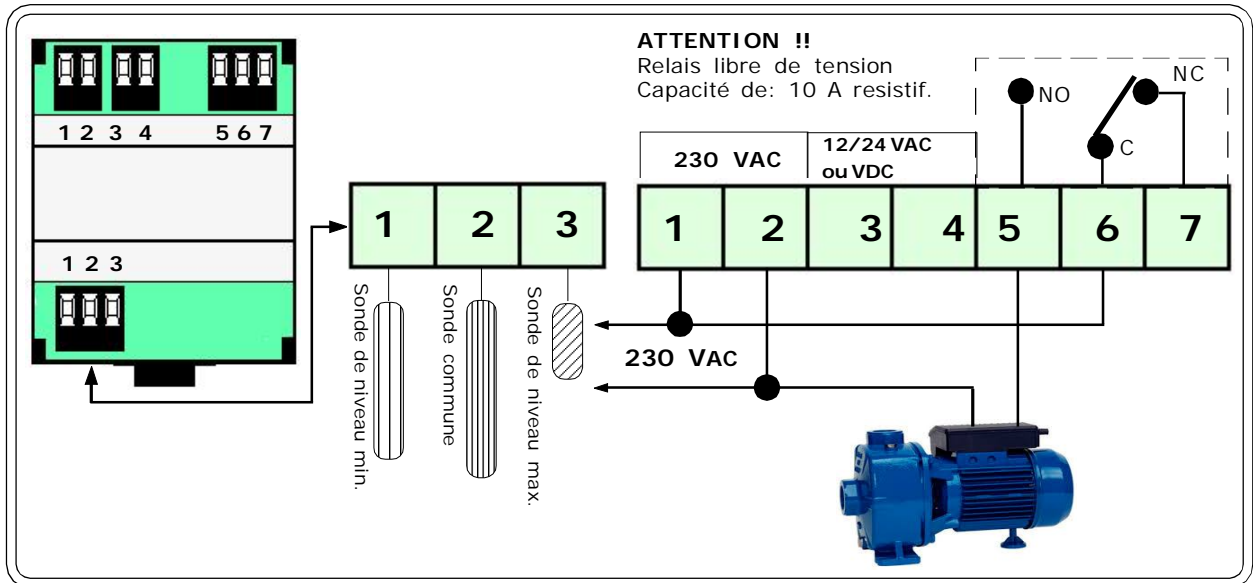 ATTENTION !!
Relais libre de tension
Capacité de: 10 A resistif.
NO
NC
C
1 2 3 4 5 6 7
230 VAC
12/24 VAC
ou VDC
1 2 3
1 2 3 4 5 6 7
1 2 3
Sonde de niveau min.
Sonde commune
Sonde de niveau max.
230 VAC